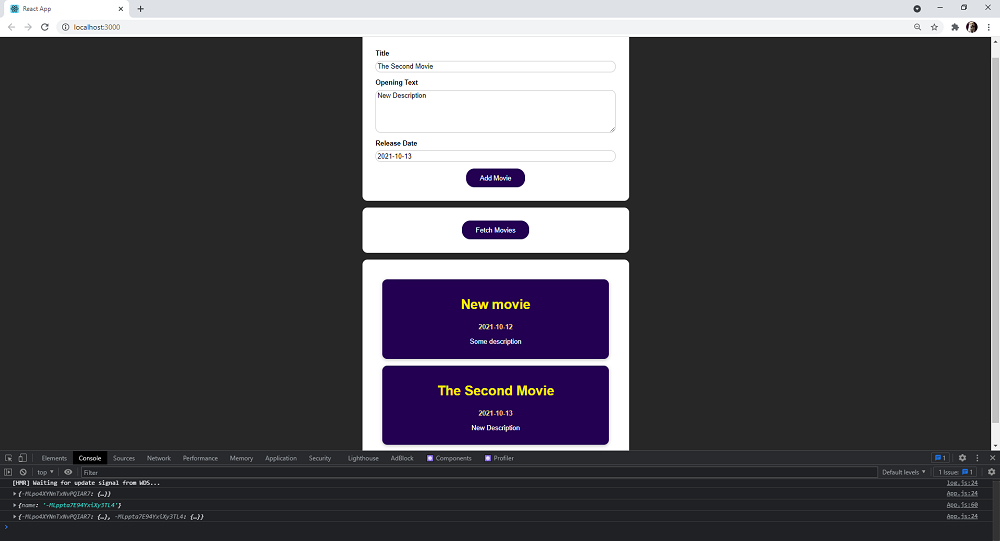 React App
localhost:3000
Title
The Second Movie
Opening Text
New Description
Release Date
2021-10-13
Add Movie
Fetch Movies
New movie
2021-10-12
Some description
The Second Movie
2021-10-13
New Description
Elements Console Sources Network Performance Memory Application Security Lighthouse AdBlock Components Profiler 1
top Filter Default levels 1 Issue: 1
[HMR] Waiting for update signal from WDS... log.js:24
{-MLpo4XYNmTxNvPQIAR7: {…}} App.js:24
{name: '-MLppta7E94YxiXy3TL4'} App.js:60
{-MLpo4XYNmTxNvPQIAR7: {…}, -MLppta7E94YxiXy3TL4: {…}} App.js:24